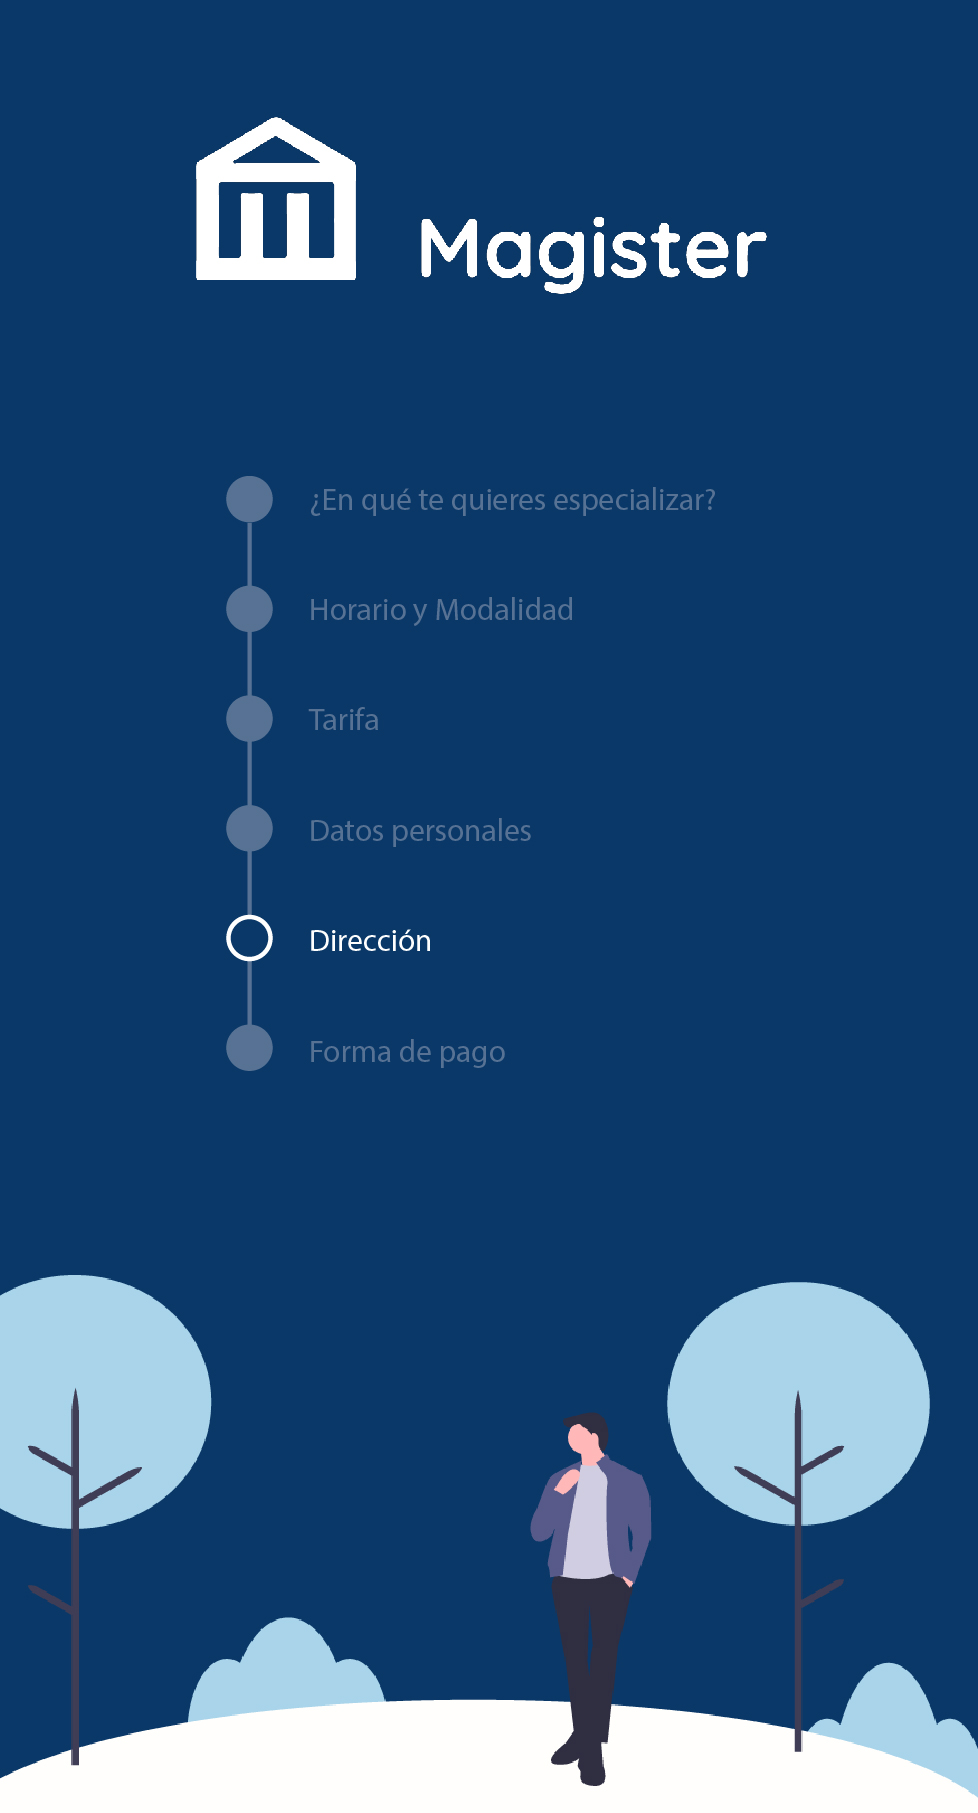 Magister
¿En qué te quieres especializar?
Horario y Modalidad
Tarifa
Datos personales
Dirección
Forma de pago